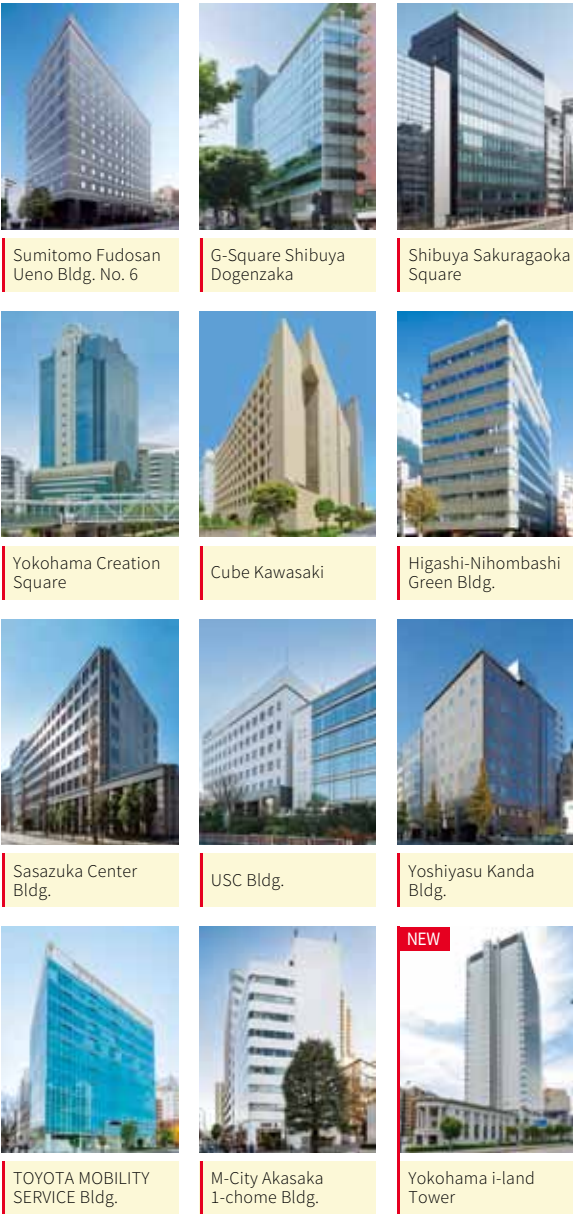 Sumitomo Fudosan
Ueno Bldg. No. 6
G-Square Shibuya
Dogenzaka
Shibuya Sakuragaoka
Square
Yokohama Creation
Square
Cube Kawasaki
Higashi-Nihombashi
Green Bldg.
Sasazuka Center
Bldg.
USC Bldg.
Yoshiyasu Kanda
Bldg.
NEW
TOYOTA MOBILITY
SERVICE Bldg.
M-City Akasaka
1-chome Bldg.
Yokohama i-land
Tower